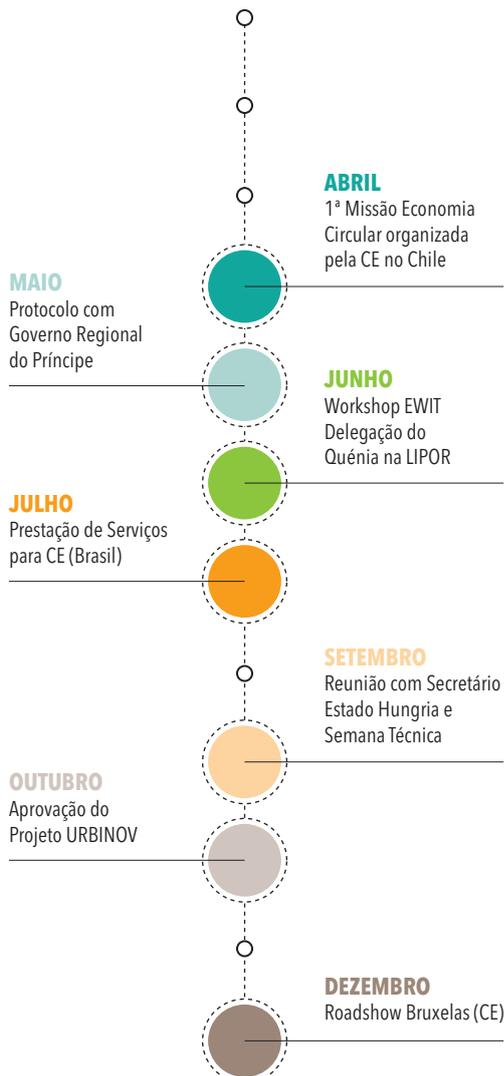 ABRIL
1ª Missão Economia
Circular organizada
pela CE no Chile
MAIO
Protocolo com
Governo Regional
do Príncipe
JUNHO
Workshop EWIT
Delegação do
Quénia na LIPOR
JULHO
Prestação de Serviços
para CE (Brasil)
SETEMBRO
Reunião com Secretário
Estado Hungria e
Semana Técnica
OUTUBRO
Aprovação do
Projeto URBINOV
DEZEMBRO
Roadshow Bruxelas (CE)